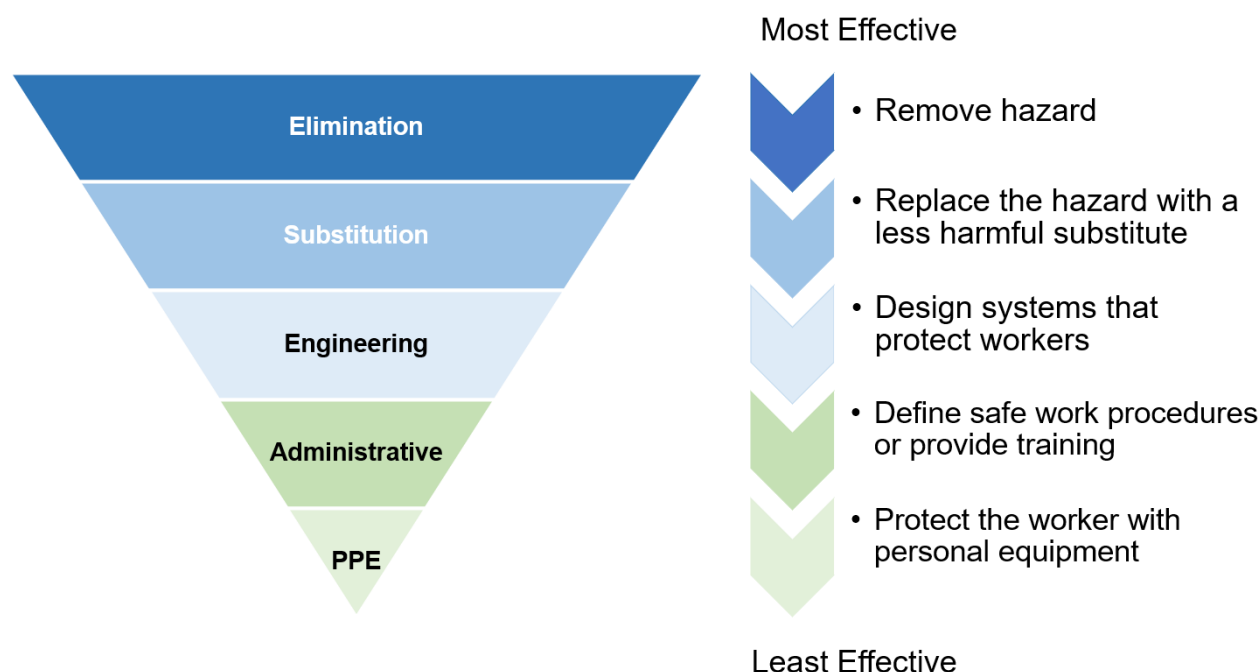 Most Effective
Elimination
• Remove hazard
Substitution
• Replace the hazard with a
less harmful substitute
Engineering
• Design systems that
protect workers
Administrative
• Define safe work procedures
or provide training
PPE
• Protect the worker with
personal equipment
Least Effective